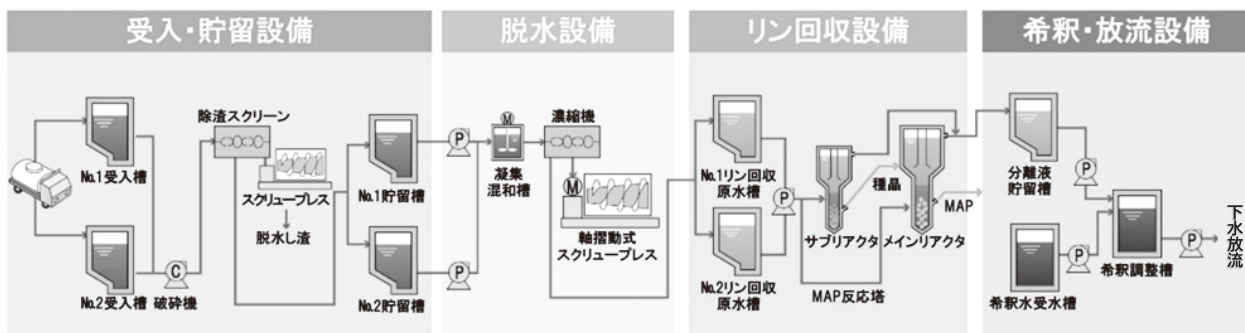 受入・貯留設備
脱水設備
リン回収設備
希釈・放流設備
No.1受入槽
No.2受入槽
破砕機
C
除渣スクリーン
スクリュープレス
脱水し渣
No.1貯留槽
No.2貯留槽
P
P
M
凝集
混和槽
濃縮機
M
軸摺動式
スクリュープレス
No.1リン回収
原水槽
No.2リン回収
原水槽
P
サブリアクタ
種晶
メインリアクタ
MAP
MAP反応塔
分離液
貯留槽
P
希釈水受水槽
P
希釈調整槽
P
下水放流